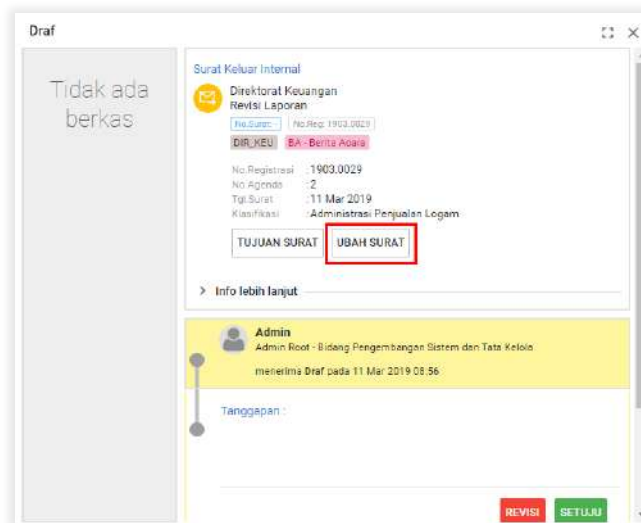 Draf
Tidak ada
berkas
Surat Keluar Internal
Direktorat Keuangan
Revisi Laporan
No.Surat: - No.Reg: 1903.0029
DIR_KEU BA - Berita Acara
No.Registrasi :1903.0029
No.Agenda :2
Tgl.Surat :11 Mar 2019
Klasifikasi :Administrasi Penjualan Logam
TUJUAN SURAT UBAH SURAT
Info lebih lanjut
Admin
Admin Root - Bidang Pengembangan Sistem dan Tata Kelola
menerima Draf pada 11 Mar 2019 08:56
Tanggapan :
REVISI SETUJU